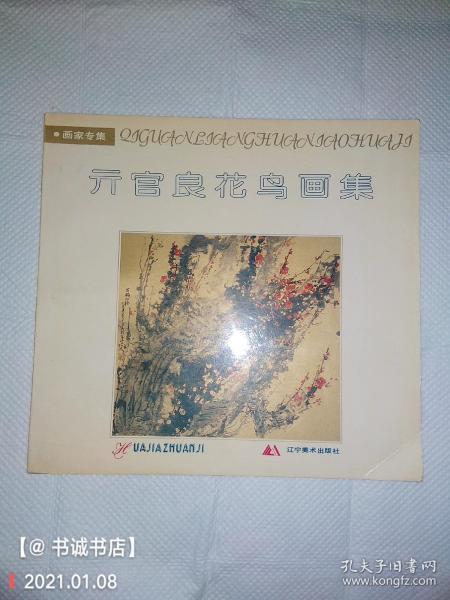 • 画家专集
QIGUANLIANGHUANIAOHUAJI
亓官良花鸟画集
HUAJIAZHUANJI
辽宁美术出版社
【@ 书诚书店】
2021.01.08
孔夫子旧书网
www.kongfz.com